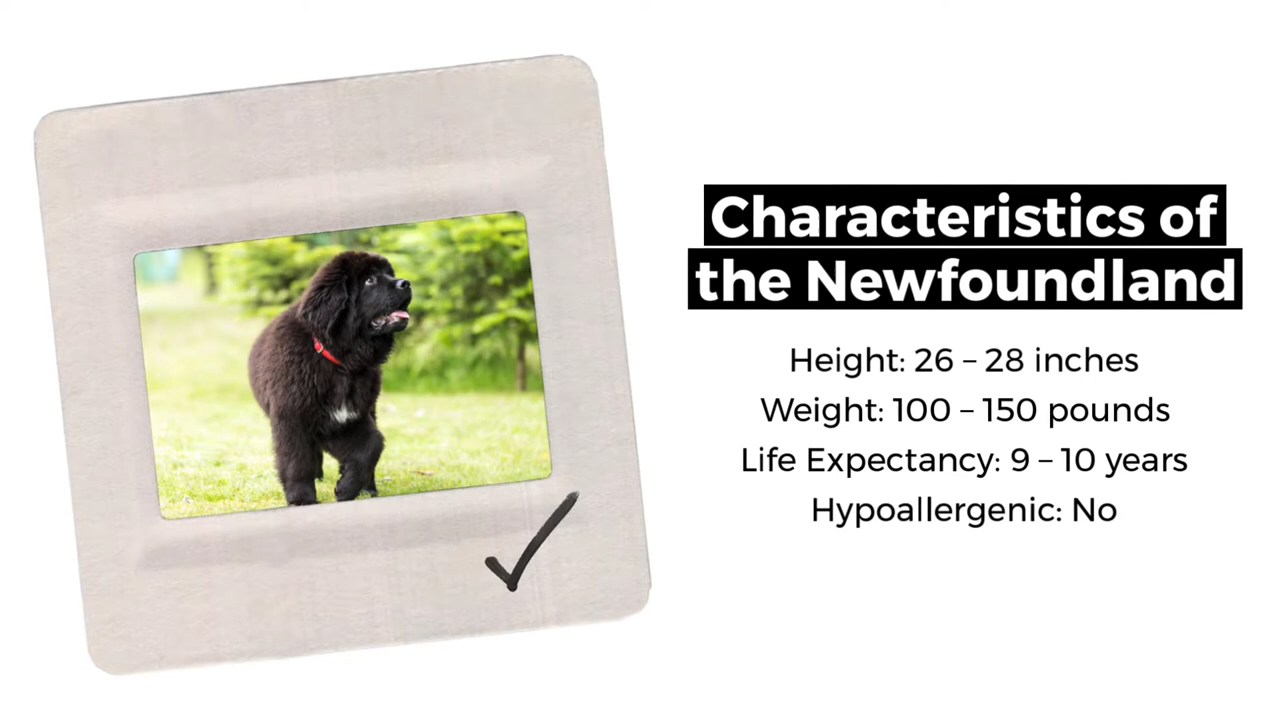 Characteristics of
the Newfoundland
Height: 26 – 28 inches
Weight: 100 – 150 pounds
Life Expectancy: 9 – 10 years
Hypoallergenic: No